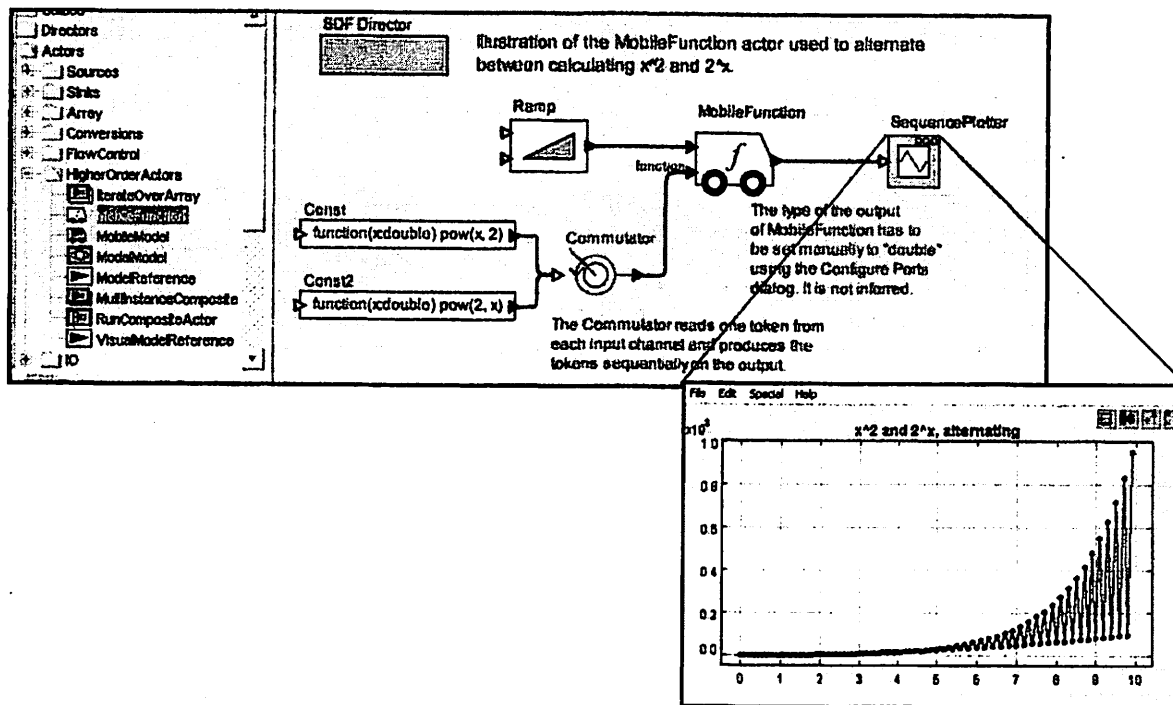 Directors
Actors
Sources
Sinks
Array
Conversions
FlowControl
HigherOrderActors
IterateOverArray
MobileModel
ModalModel
ModelReference
MultiInstanceComposite
RunCompositeActor
VisualModelReference
IO
SDF Director
Illustration of the MobileFunction actor used to alternate
between calculating x^2 and 2^x.
Ramp
MobileFunction
SequencePlotter
function
f
Const
function(x:double) pow(x, 2)
Const2
function(x:double) pow(2, x)
Commutator
The type of the output
of MobileFunction has to
be set manually to "double"
using the Configure Ports
dialog. It is not inferred.
The Commutator reads one token from
each input channel and produces the
tokens sequentially on the output.
File Edit Special Help
x^2 and 2^x, alternating
1.0
0.8
0.6
0.4
0.2
0.0
0 1 2 3 4 5 6 7 8 9 10